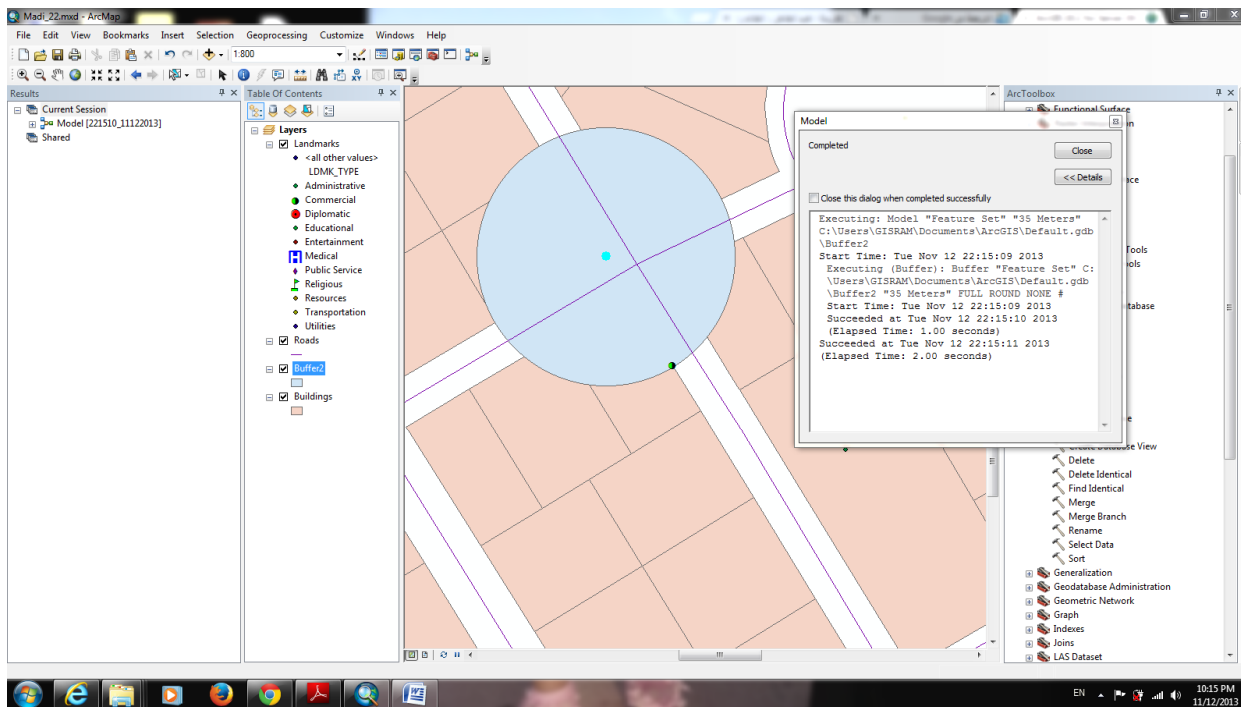 Madi_22.mxd - ArcMap
File Edit View Bookmarks Insert Selection Geoprocessing Customize Windows Help
1:800
Results
Current Session
Model [221510_11122013]
Shared
Table Of Contents
Layers
Landmarks
<all other values>
LDMK_TYPE
Administrative
Commercial
Diplomatic
Educational
Entertainment
H Medical
Public Service
Religious
Resources
Transportation
Utilities
Roads
Buffer2
Buildings
Model
Completed
Close
<< Details
Close this dialog when completed successfully
Executing: Model "Feature Set" "35 Meters"
C:\Users\GISRAM\Documents\ArcGIS\Default.gdb
\Buffer2
Start Time: Tue Nov 12 22:15:09 2013
Executing (Buffer): Buffer "Feature Set" C:
\Users\GISRAM\Documents\ArcGIS\Default.gdb
\Buffer2 "35 Meters" FULL ROUND NONE #
Start Time: Tue Nov 12 22:15:09 2013
Succeeded at Tue Nov 12 22:15:10 2013
(Elapsed Time: 1.00 seconds)
Succeeded at Tue Nov 12 22:15:11 2013
(Elapsed Time: 2.00 seconds)
ArcToolbox
Functional Surface
Tools
View
Delete
Delete Identical
Find Identical
Merge
Merge Branch
Rename
Select Data
Sort
Generalization
Geodatabase Administration
Geometric Network
Graph
Indexes
Joins
LAS Dataset
EN
10:15 PM
11/12/2013